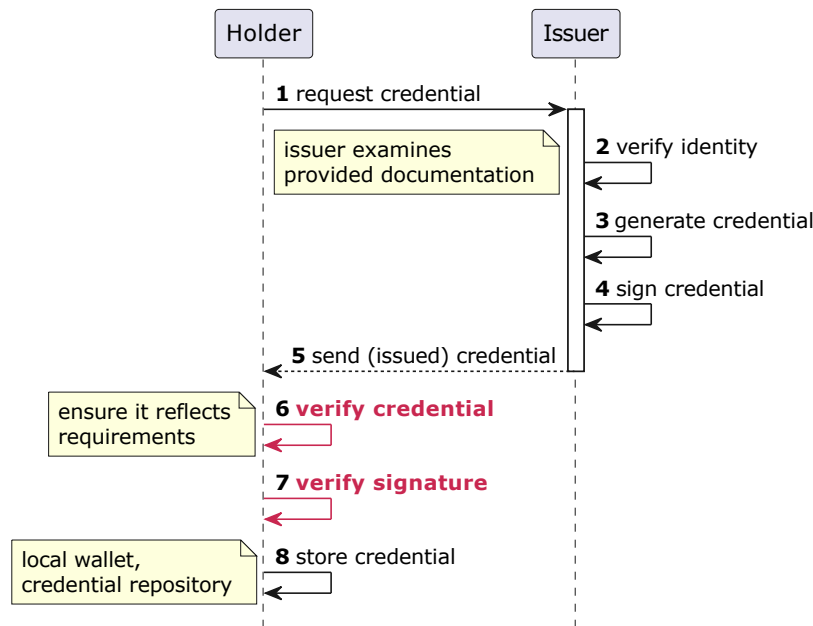 Holder
Issuer
1 request credential
issuer examines
provided documentation
2 verify identity
3 generate credential
4 sign credential
5 send (issued) credential
ensure it reflects
requirements
6 verify credential
7 verify signature
local wallet,
credential repository
8 store credential